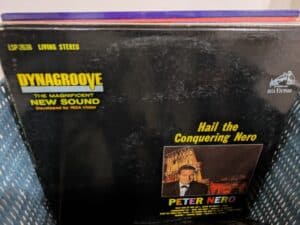 LSP-2638 LIVING STEREO
DYNAGROOVE
THE MAGNIFICENT
NEW SOUND
Developed by RCA Victor
RCA VICTOR
Hail the
Conquering Nero
PETER NERO